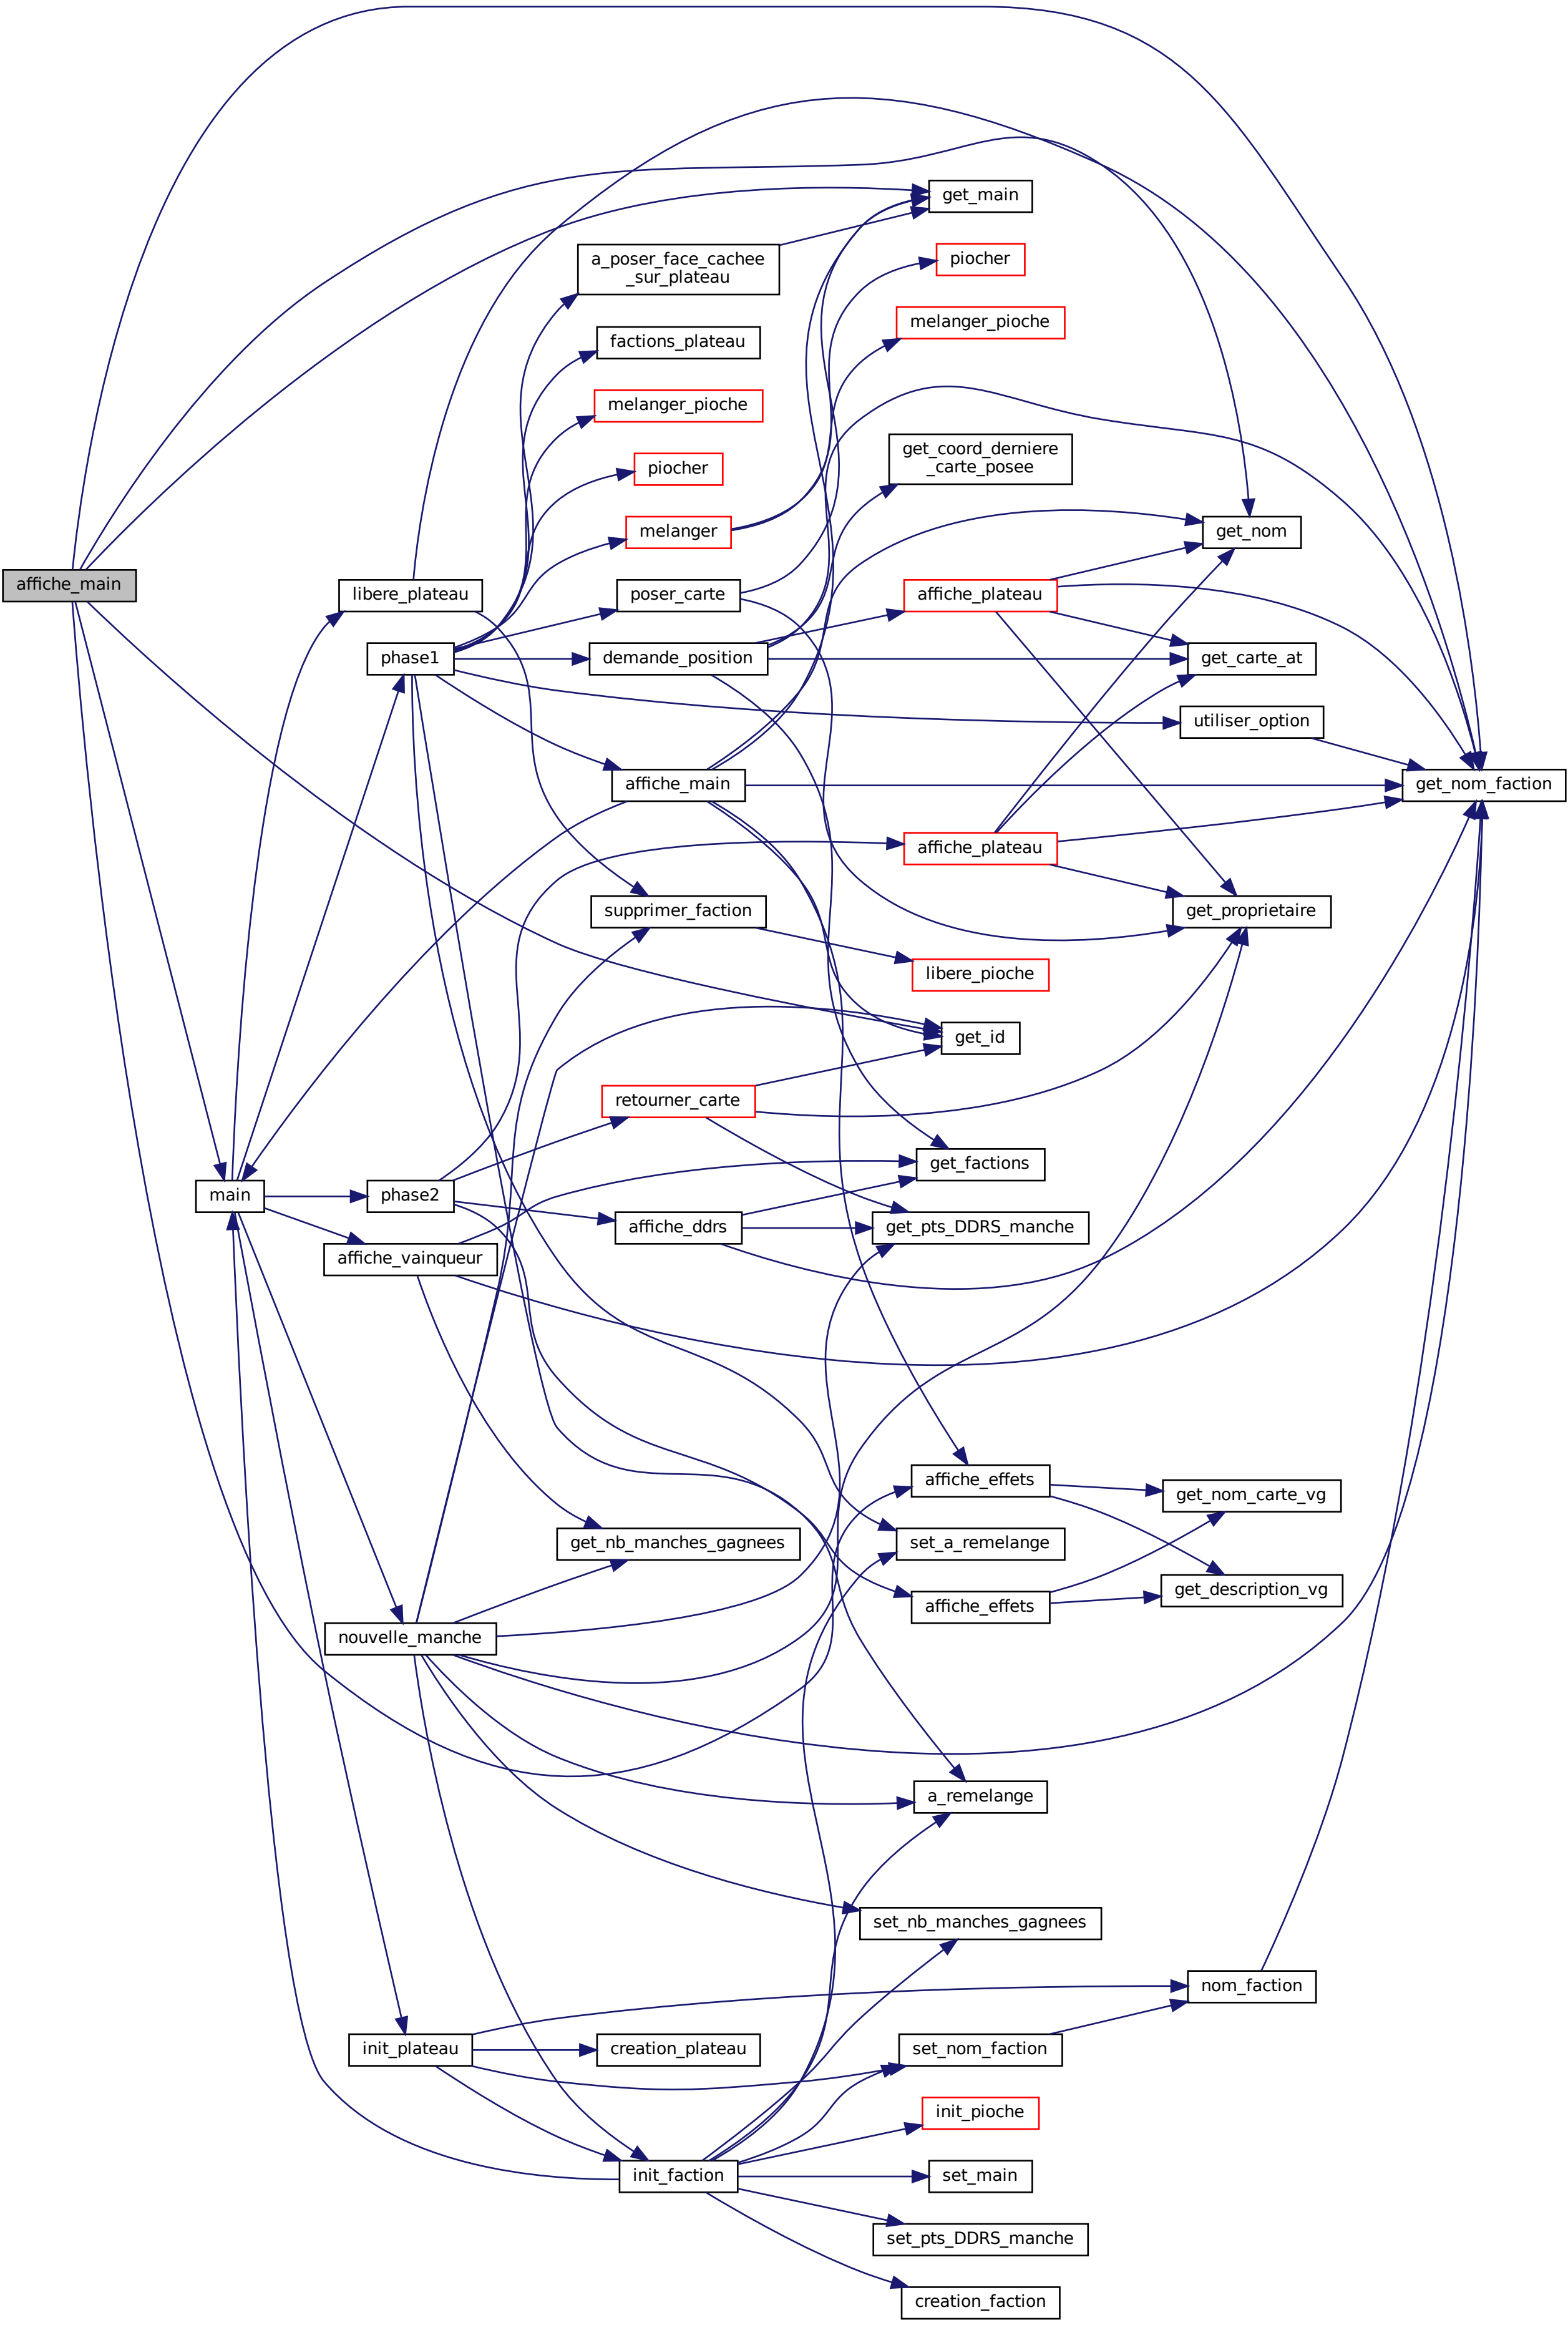 get_main
a_poser_face_cachee
_sur_plateau
piocher
melanger_pioche
factions_plateau
melanger_pioche
get_coord_derniere
_carte_posee
piocher
melanger
get_nom
affiche_main
libere_plateau
poser_carte
affiche_plateau
phase1
demande_position
get_carte_at
utiliser_option
affiche_main
get_nom_faction
affiche_plateau
supprimer_faction
get_proprietaire
libere_pioche
get_id
retourner_carte
get_factions
main
phase2
affiche_ddrs
get_pts_DDRS_manche
affiche_vainqueur
affiche_effets
get_nom_carte_vg
get_nb_manches_gagnees
set_a_remelange
get_description_vg
affiche_effets
nouvelle_manche
a_remelange
set_nb_manches_gagnees
nom_faction
init_plateau
creation_plateau
set_nom_faction
init_pioche
init_faction
set_main
set_pts_DDRS_manche
creation_faction